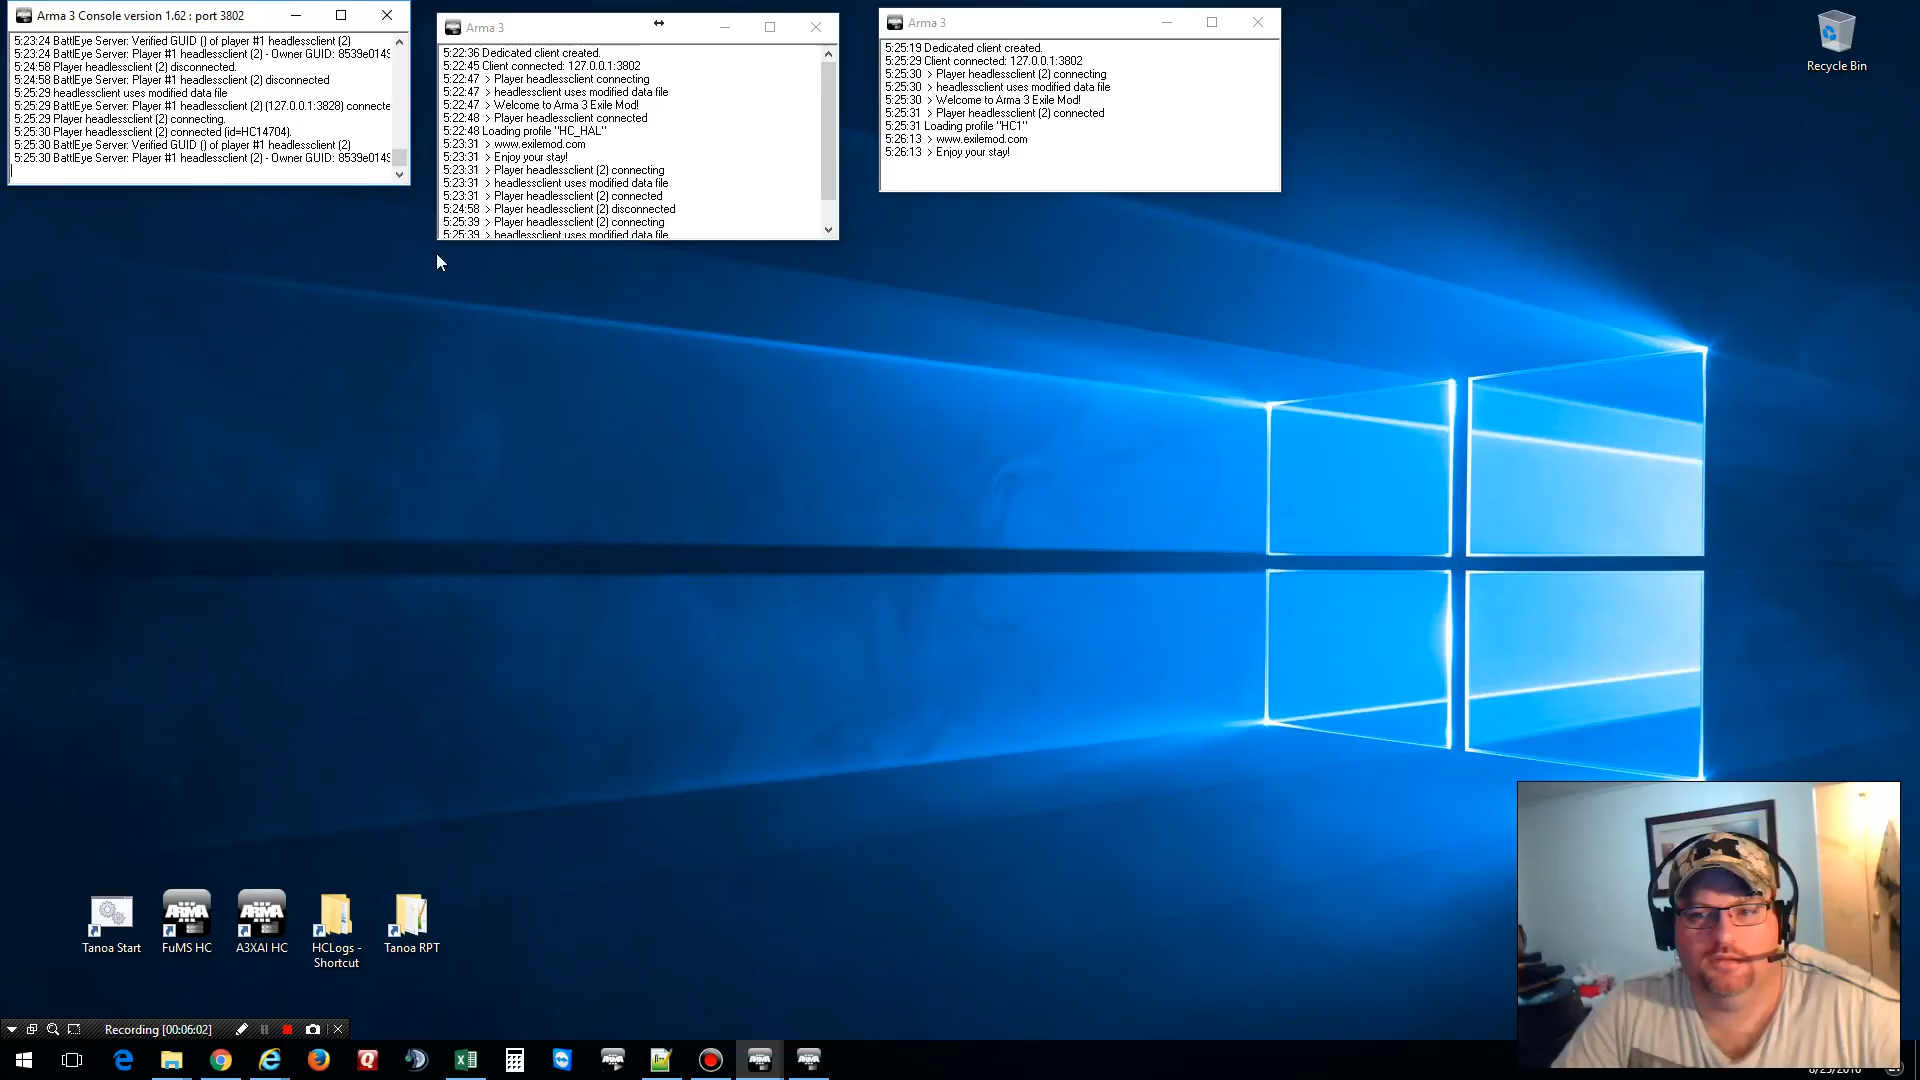 Arma 3 Console version 1.62 : port 3802
5:23:24 BattlEye Server: Verified GUID () of player #1 headlessclient (2)
5:23:24 BattlEye Server: Player #1 headlessclient (2) - Owner GUID: 8539e0149
5:24:58 Player headlessclient (2) disconnected.
5:24:58 BattlEye Server: Player #1 headlessclient (2) disconnected
5:25:29 headlessclient uses modified data file
5:25:29 BattlEye Server: Player #1 headlessclient (2) (127.0.0.1:3828) connecte
5:25:29 Player headlessclient (2) connecting.
5:25:30 Player headlessclient (2) connected (id=HC14704).
5:25:30 BattlEye Server: Verified GUID () of player #1 headlessclient (2)
5:25:30 BattlEye Server: Player #1 headlessclient (2) - Owner GUID: 8539e0149
Arma 3
5:22:36 Dedicated client created.
5:22:45 Client connected: 127.0.0.1:3802
5:22:47 > Player headlessclient connecting
5:22:47 > headlessclient uses modified data file
5:22:47 > Welcome to Arma 3 Exile Mod!
5:22:48 > Player headlessclient connected
5:22:48 Loading profile "HC_HAL"
5:23:31 > www.exilemod.com
5:23:31 > Enjoy your stay!
5:23:31 > Player headlessclient (2) connecting
5:23:31 > headlessclient uses modified data file
5:23:31 > Player headlessclient (2) connected
5:24:58 > Player headlessclient (2) disconnected
5:25:39 > Player headlessclient (2) connecting
5:25:39 > headlessclient uses modified data file
Arma 3
5:25:19 Dedicated client created.
5:25:29 Client connected: 127.0.0.1:3802
5:25:30 > Player headlessclient (2) connecting
5:25:30 > headlessclient uses modified data file
5:25:30 > Welcome to Arma 3 Exile Mod!
5:25:31 > Player headlessclient (2) connected
5:25:31 Loading profile "HC1"
5:26:13 > www.exilemod.com
5:26:13 > Enjoy your stay!
Recycle Bin
Tanoa Start
FuMS HC
A3XAI HC
HCLogs -
Shortcut
Tanoa RPT
Recording [00:06:02]